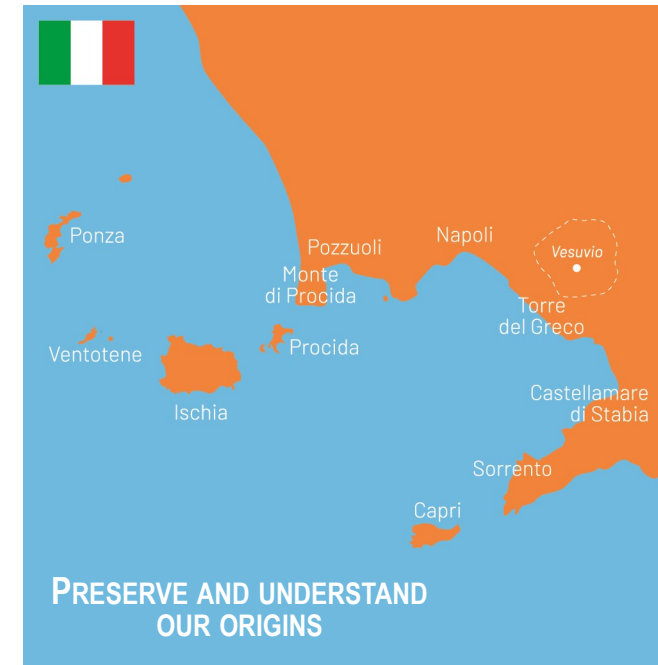 Ponza
Pozzuoli
Napoli
Vesuvio
Monte
di Procida
Torre
del Greco
Ventotene
Procida
Ischia
Castellamare
di Stabia
Sorrento
Capri
PRESERVE AND UNDERSTAND
OUR ORIGINS